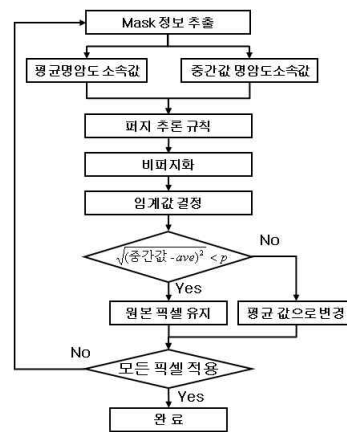 Mask 정보 추출
평균명암도 소속값
중간값 명암도소속값
퍼지 추론 규칙
비퍼지화
임계값 결정
√(중간값 - ave)² < p
No
Yes
원본 픽셀 유지
평균 값으로 변경
No
모든 픽셀 적용
Yes
완 료